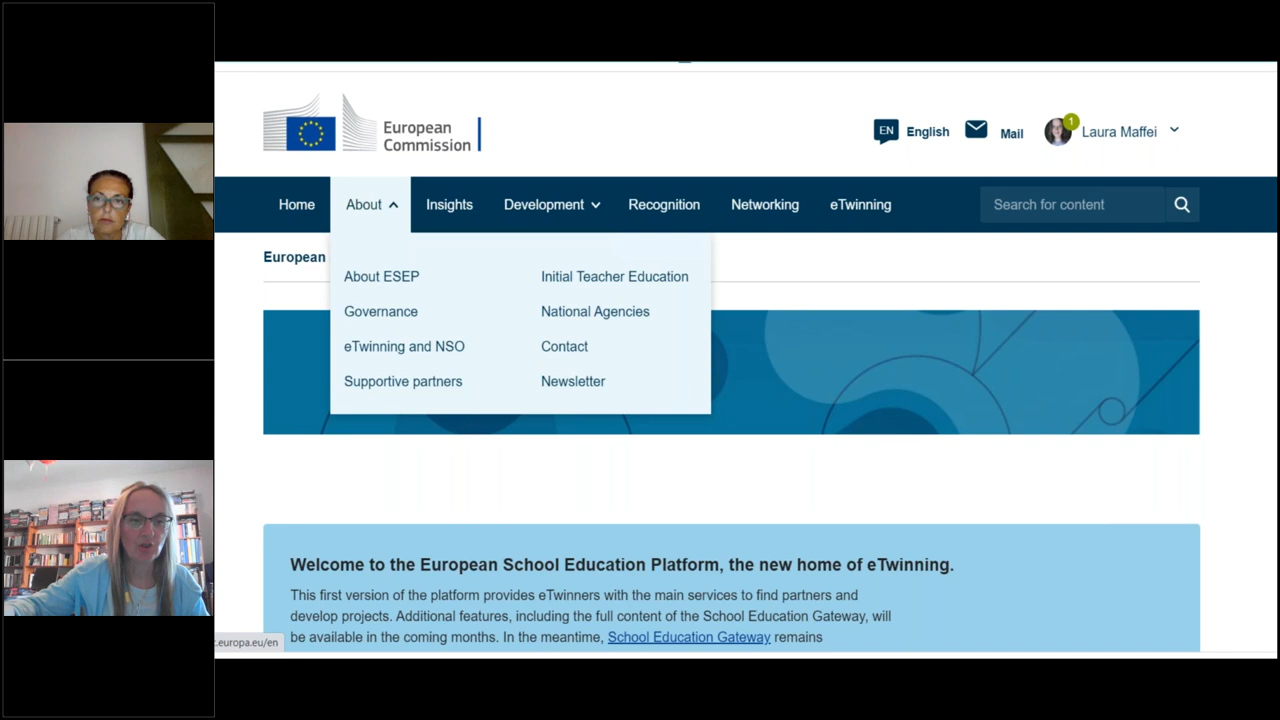 European
Commission
EN English Mail 1 Laura Maffei
Home About Insights Development Recognition Networking eTwinning Search for content
European
About ESEP Initial Teacher Education
Governance National Agencies
eTwinning and NSO Contact
Supportive partners Newsletter
Welcome to the European School Education Platform, the new home of eTwinning.
This first version of the platform provides eTwinners with the main services to find partners and
develop projects. Additional features, including the full content of the School Education Gateway, will
be available in the coming months. In the meantime, School Education Gateway remains
.europa.eu/en